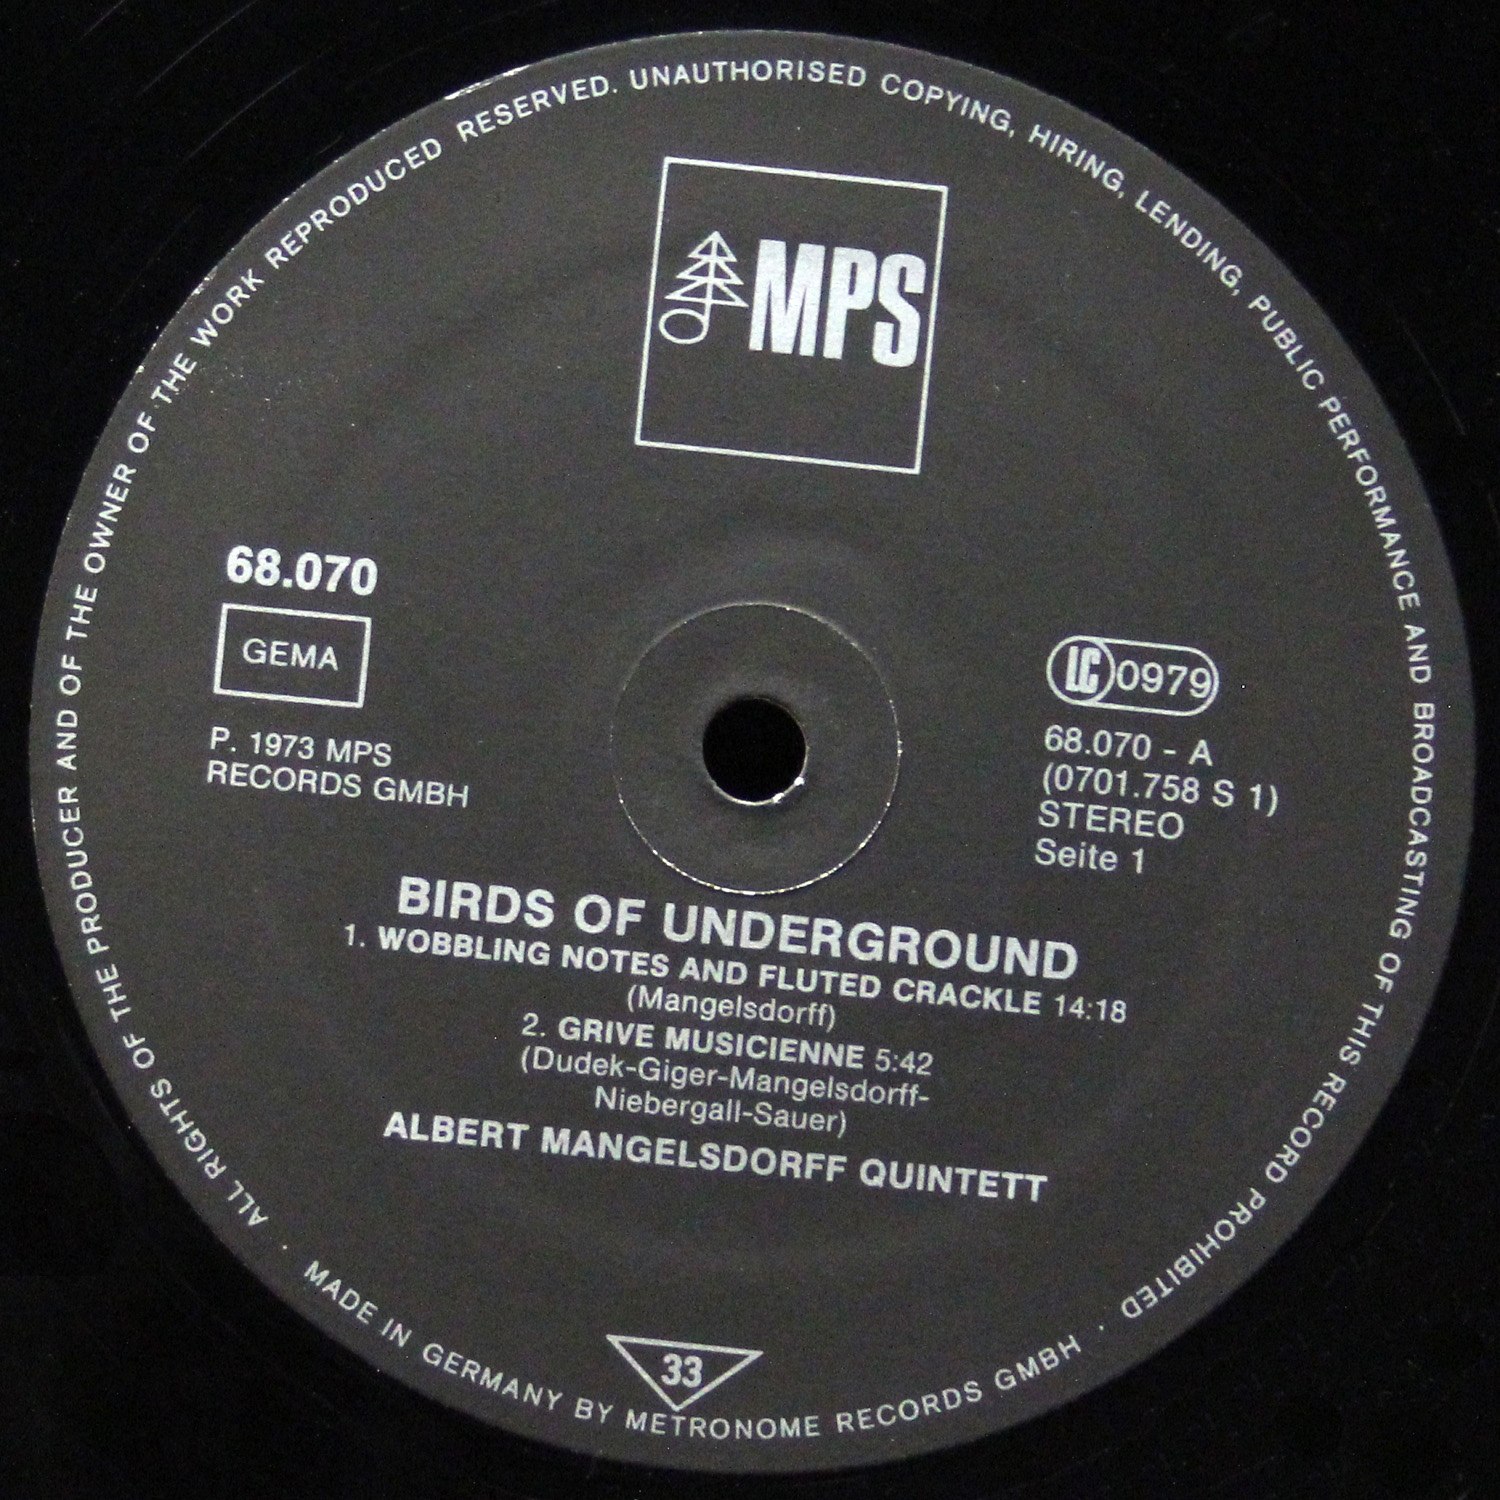 ALL RIGHTS OF THE PRODUCER AND OF THE OWNER OF THE WORK REPRODUCED RESERVED. UNAUTHORISED COPYING, HIRING, LENDING, PUBLIC PERFORMANCE AND BROADCASTING OF THIS RECORD PROHIBITED ·
MPS
68.070
GEMA
P. 1973 MPS
RECORDS GMBH
LC 0979
68.070 - A
(0701.758 S 1)
STEREO
Seite 1
BIRDS OF UNDERGROUND
1. WOBBLING NOTES AND FLUTED CRACKLE 14:18
(Mangelsdorff)
2. GRIVE MUSICIENNE 5:42
(Dudek-Giger-Mangelsdorff-
Niebergall-Sauer)
ALBERT MANGELSDORFF QUINTETT
33
· MADE IN GERMANY BY METRONOME RECORDS GMBH